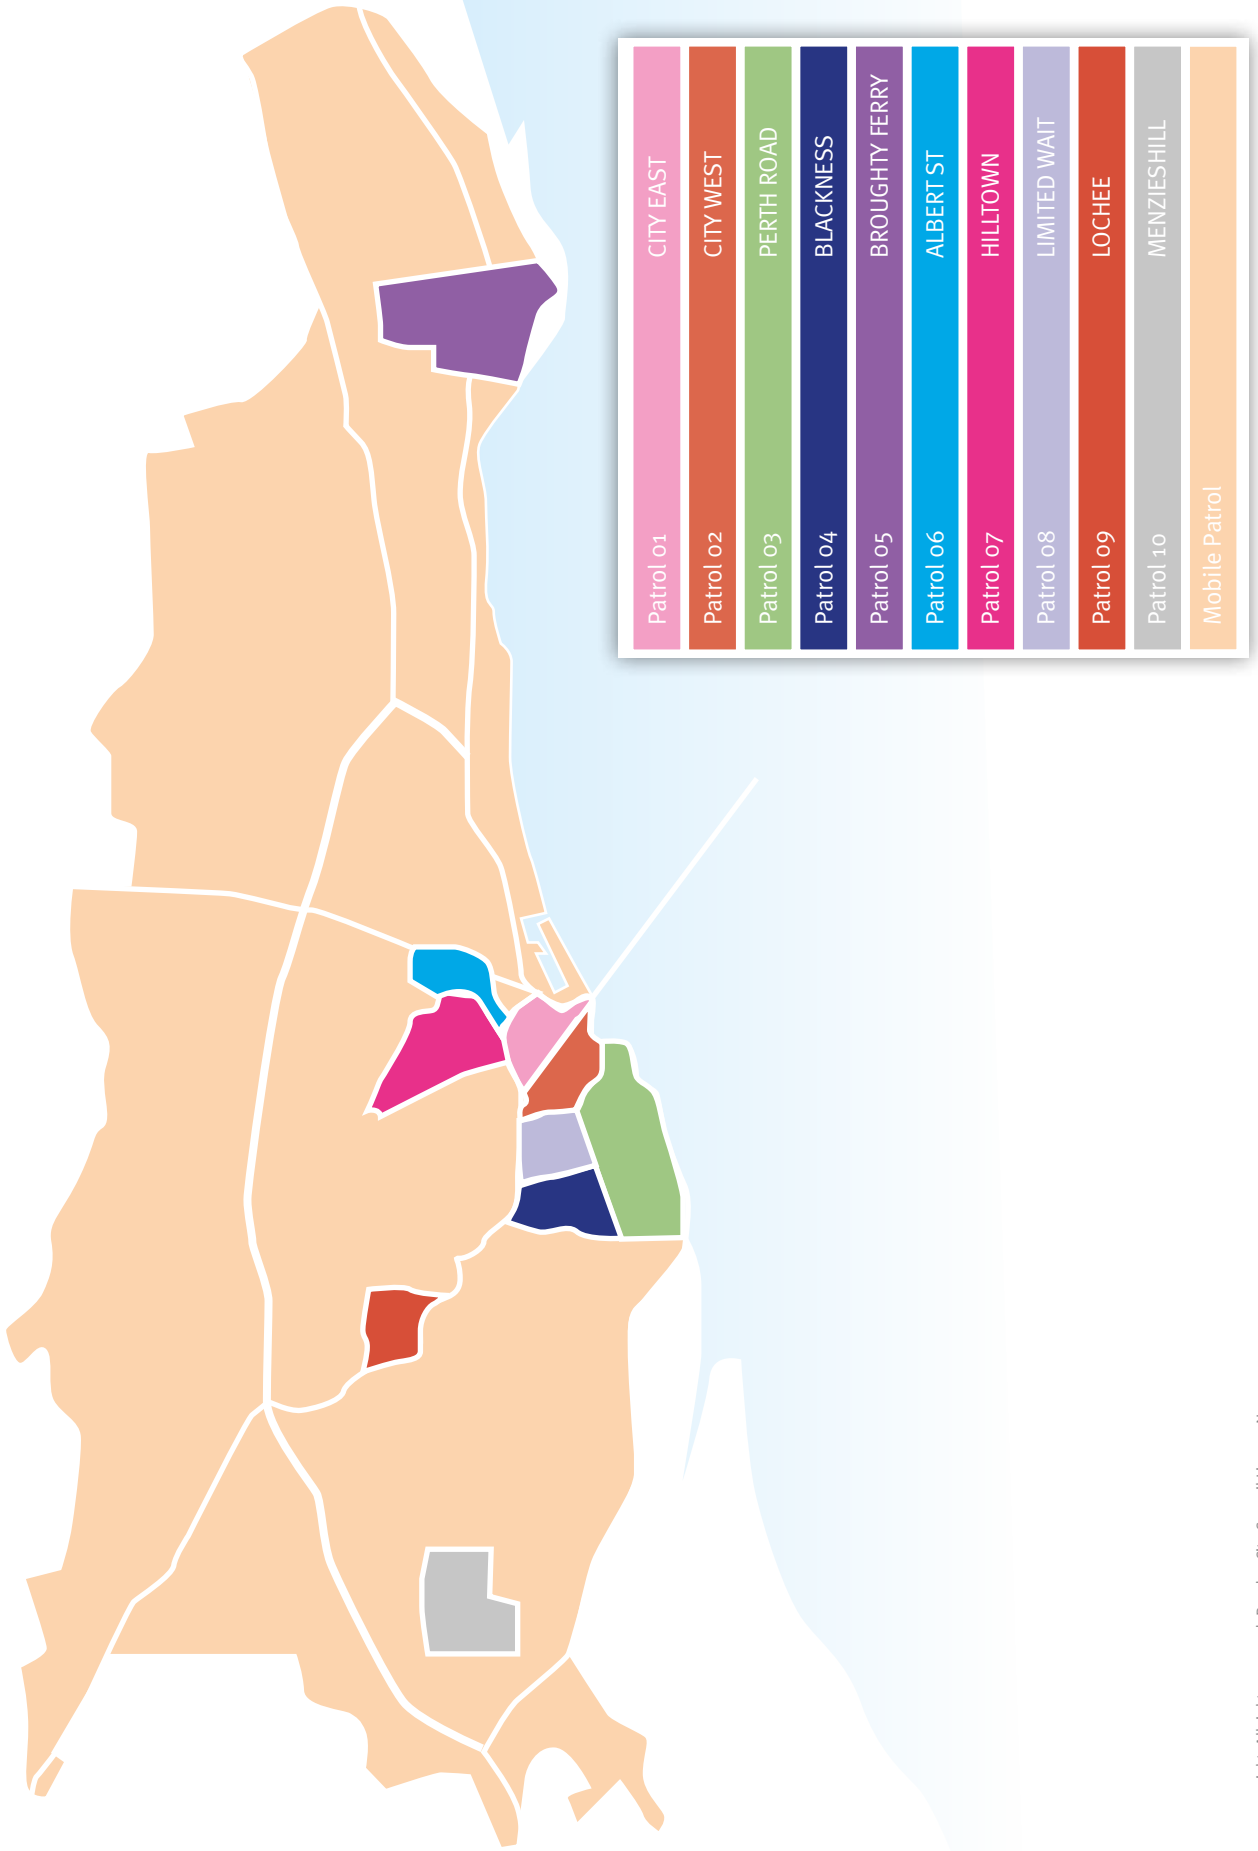 Patrol 01 CITY EAST
Patrol 02 CITY WEST
Patrol 03 PERTH ROAD
Patrol 04 BLACKNESS
Patrol 05 BROUGHTY FERRY
Patrol 06 ALBERT ST
Patrol 07 HILLTOWN
Patrol 08 LIMITED WAIT
Patrol 09 LOCHEE
Patrol 10 MENZIESHILL
Mobile Patrol